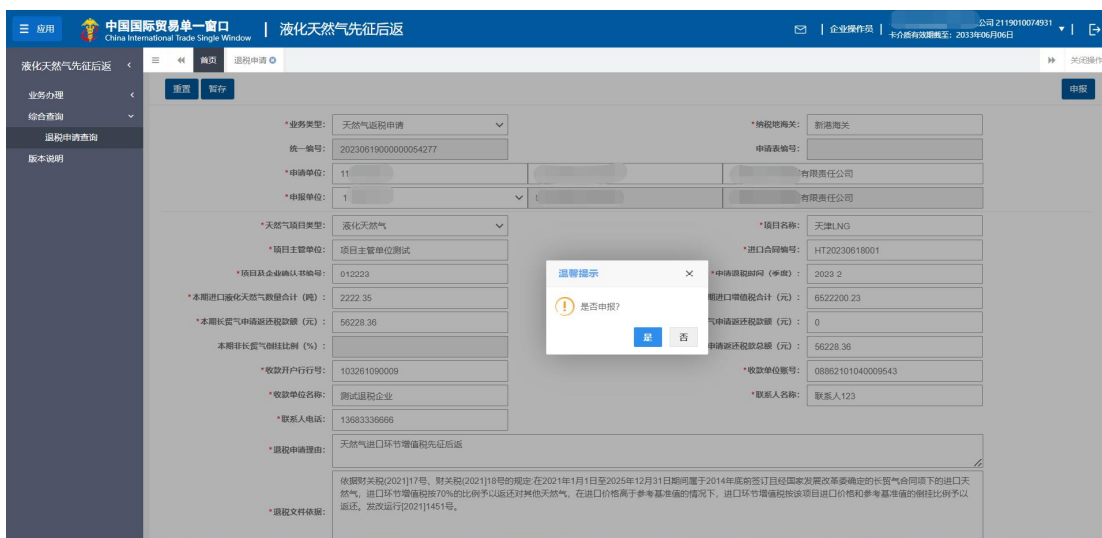 应用
中国国际贸易单一窗口
China International Trade Single Window
液化天然气先征后返
企业操作员
公司 2119010074931
卡介质有效期截至：2033年06月06日
液化天然气先征后返
首页
退税申请
关闭操作
业务办理
综合查询
退税申请查询
版本说明
重置
暂存
申报
*业务类型：
天然气返税申请
*纳税地海关：
新港海关
统一编号：
20230619000000054277
申请表编号：
*申请单位：
11
有限责任公司
*申报单位：
1
有限责任公司
*天然气项目类型：
液化天然气
*项目名称：
天津LNG
*项目主管单位：
项目主管单位测试
*进口合同编号：
HT20230618001
*项目及企业确认书编号：
012223
*申请退税时间（季度）：
2023 2
*本期进口液化天然气数量合计（吨）：
2222.35
期进口增值税合计（元）：
6522200.23
*本期长贸气申请返还税款额（元）：
56228.36
气申请返还税款额（元）：
0
本期非长贸气倒挂比例（%）：
申请返还税款总额（元）：
56228.36
温馨提示
是否申报?
是
否
*收款开户行行号：
103261090009
*收款单位账号：
08862101040009543
*收款单位名称：
测试退税企业
*联系人名称：
联系人123
*联系人电话：
13683336666
*退税申请理由：
天然气进口环节增值税先征后返
*退税文件依据：
依据财关税(2021]17号、财关税(2021]18号的规定:在2021年1月1日至2025年12月31日期间属于2014年底前签订且经国家发展改革委确定的长贸气合同项下的进口天
然气，进口环节增值税按70%的比例予以返还对其他天然气，在进口价格高于参考基准值的情况下，进口环节增值税按该项目进口价格和参考基准值的倒挂比例予以
返还。发改运行[2021]1451号。